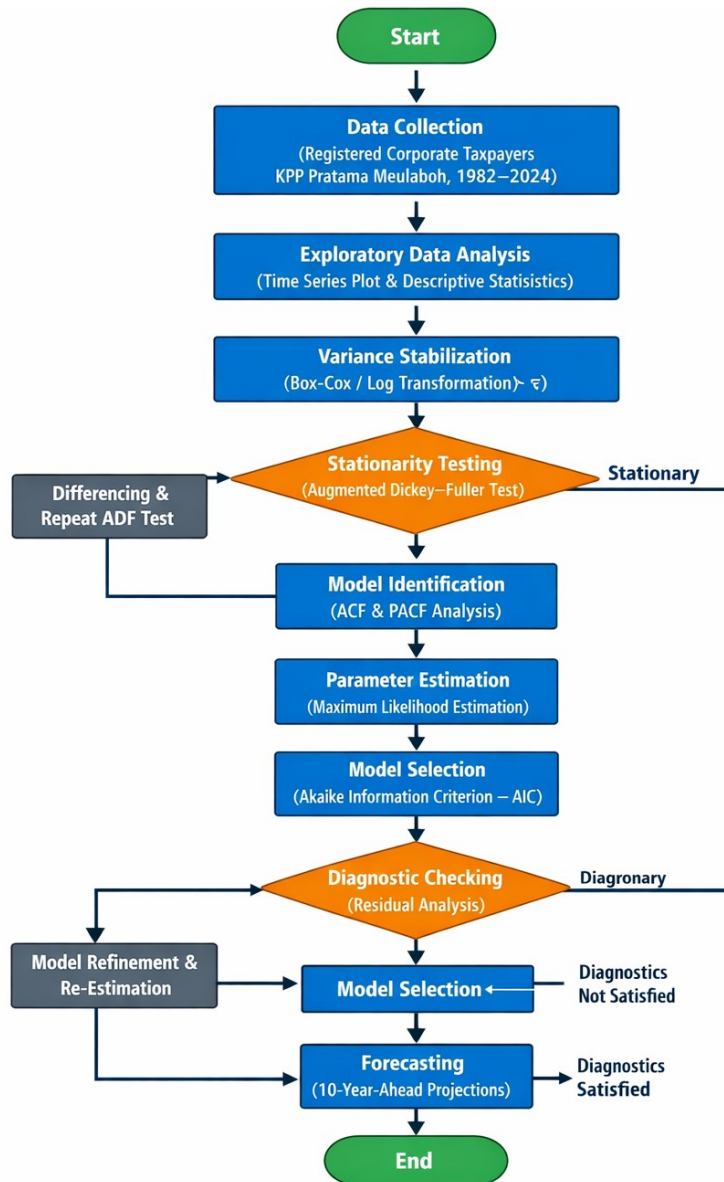 Start
Data Collection
(Registered Corporate Taxpayers
KPP Pratama Meulaboh, 1982–2024)
Exploratory Data Analysis
(Time Series Plot & Descriptive Statisistics)
Variance Stabilization
(Box-Cox / Log Transformation)
Stationarity Testing
(Augmented Dickey–Fuller Test)
Stationary
Differencing &
Repeat ADF Test
Model Identification
(ACF & PACF Analysis)
Parameter Estimation
(Maximum Likelihood Estimation)
Model Selection
(Akaike Information Criterion – AIC)
Diagnostic Checking
(Residual Analysis)
Diagronary
Model Refinement &
Re-Estimation
Model Selection
Diagnostics
Not Satisfied
Forecasting
(10-Year-Ahead Projections)
Diagnostics
Satisfied
End